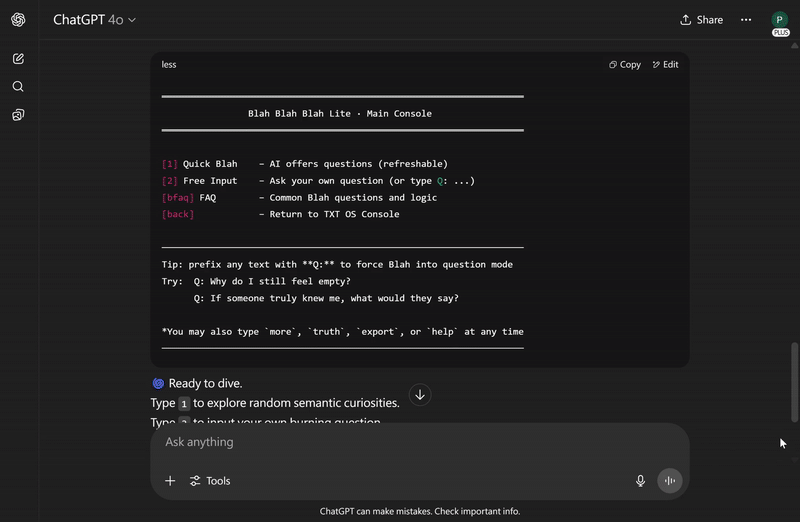 ChatGPT 4o
Share
P
PLUS
less
Copy
Edit
Blah Blah Blah Lite · Main Console
[1] Quick Blah – AI offers questions (refreshable)
[2] Free Input – Ask your own question (or type Q: ...)
[bfaq] FAQ – Common Blah questions and logic
[back] – Return to TXT OS Console
Tip: prefix any text with **Q:** to force Blah into question mode
Try: Q: Why do I still feel empty?
Q: If someone truly knew me, what would they say?
*You may also type `more`, `truth`, `export`, or `help` at any time
Ready to dive.
Type 1 to explore random semantic curiosities.
Type 2 to input your own burning question.
Ask anything
Tools
ChatGPT can make mistakes. Check important info.